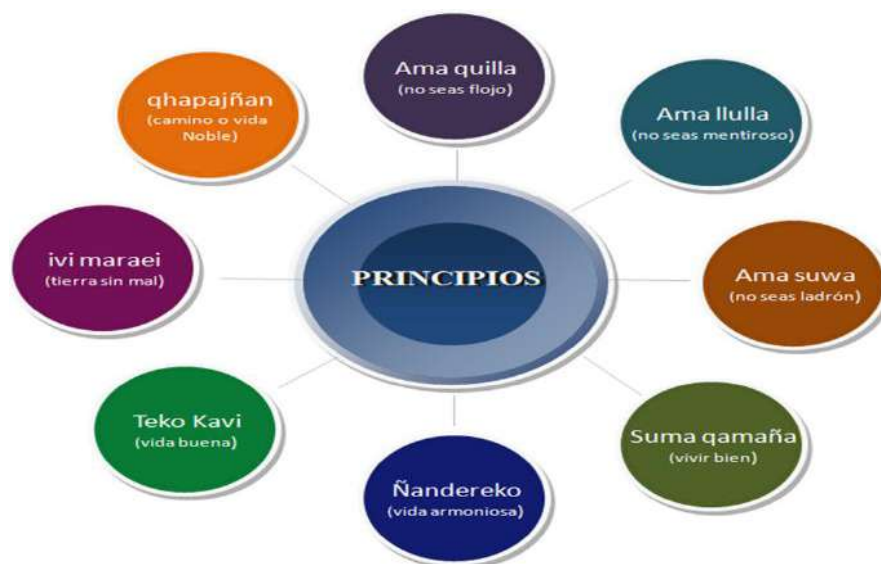 PRINCIPIOS
Ama quilla
(no seas flojo)
Ama llulla
(no seas mentiroso)
Ama suwa
(no seas ladrón)
Suma qamaña
(vivir bien)
Ñandereko
(vida armoniosa)
Teko Kavi
(vida buena)
ivi maraei
(tierra sin mal)
qhapajñan
(camino o vida
Noble)